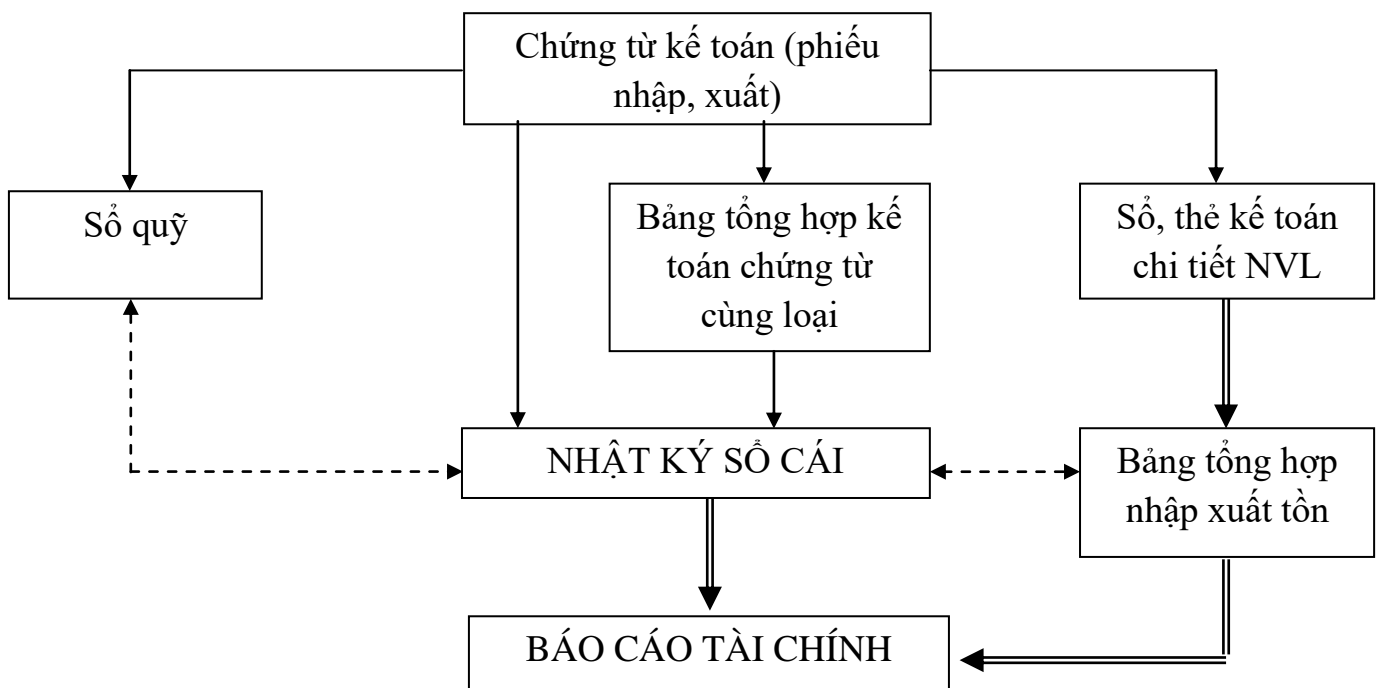 Chứng từ kế toán (phiếu
nhập, xuất)
Sổ quỹ
Bảng tổng hợp kế
toán chứng từ
cùng loại
Sổ, thẻ kế toán
chi tiết NVL
NHẬT KÝ SỔ CÁI
Bảng tổng hợp
nhập xuất tồn
BÁO CÁO TÀI CHÍNH